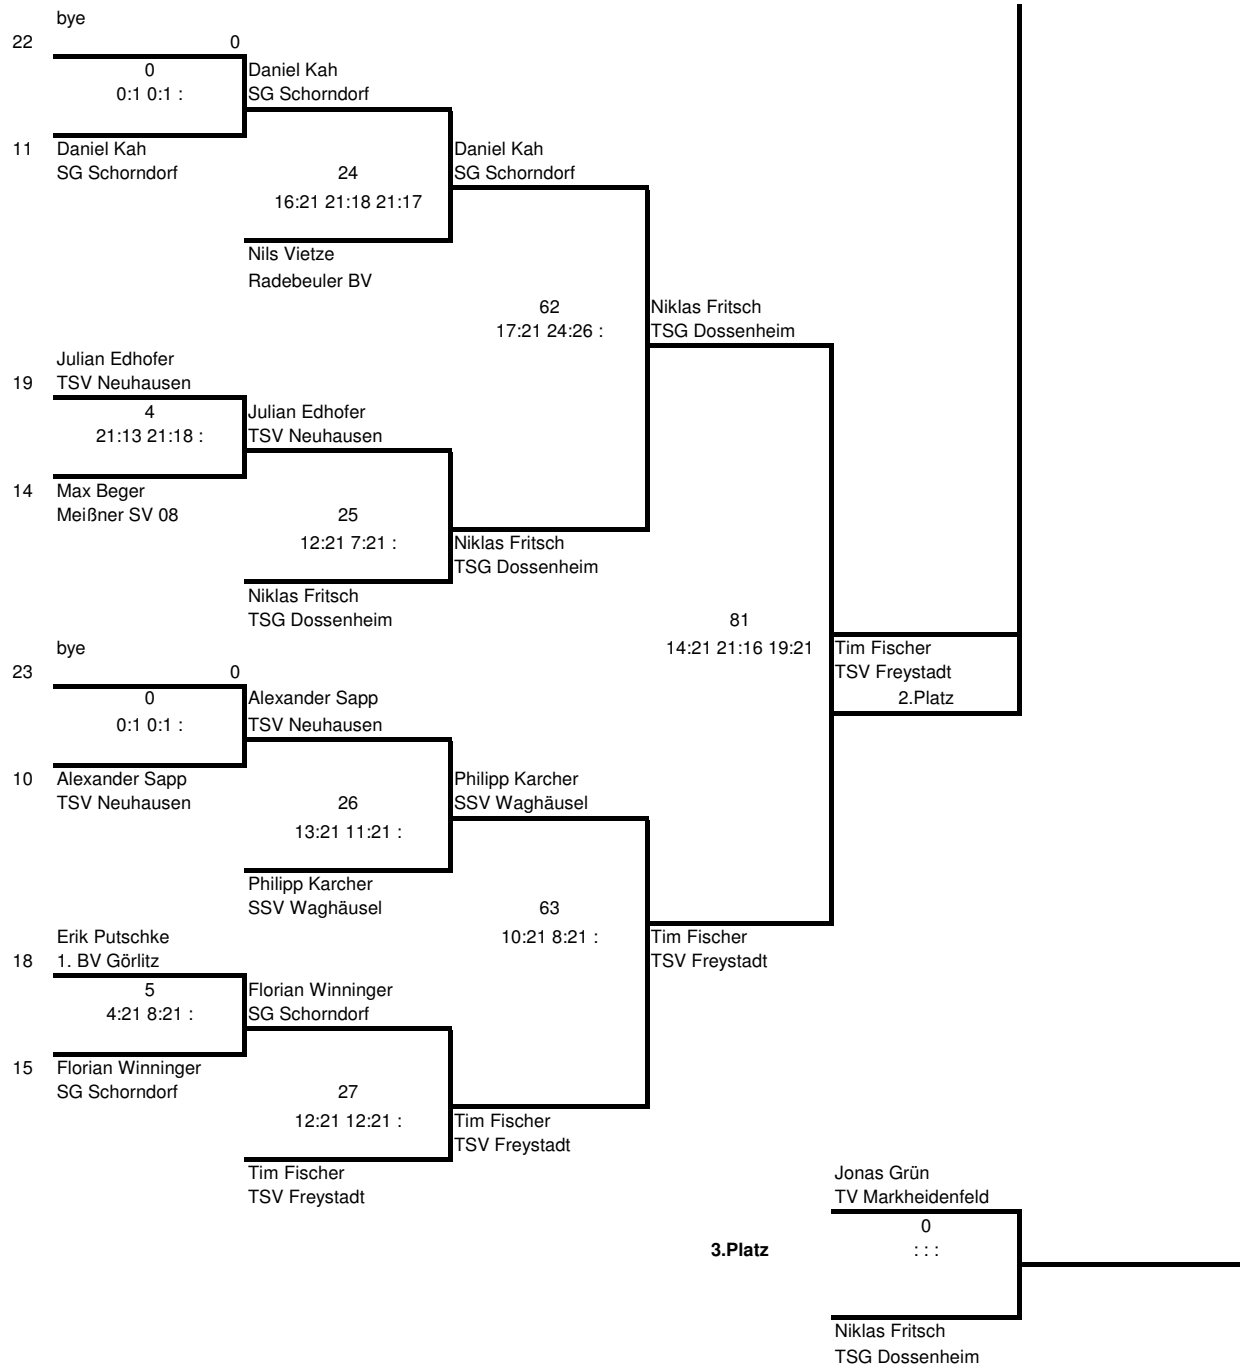 bye
22 0
0 Daniel Kah
0:1 0:1 : SG Schorndorf
11 Daniel Kah Daniel Kah
SG Schorndorf 24 SG Schorndorf
16:21 21:18 21:17
Nils Vietze
Radebeuler BV
62 Niklas Fritsch
17:21 24:26 : TSG Dossenheim
Julian Edhofer
19 TSV Neuhausen
4 Julian Edhofer
21:13 21:18 : TSV Neuhausen
14 Max Beger
Meißner SV 08 25
12:21 7:21 : Niklas Fritsch
TSG Dossenheim
Niklas Fritsch
TSG Dossenheim 81
bye 14:21 21:16 19:21 Tim Fischer
23 0 TSV Freystadt
0 Alexander Sapp 2.Platz
0:1 0:1 : TSV Neuhausen
10 Alexander Sapp Philipp Karcher
TSV Neuhausen 26 SSV Waghäusel
13:21 11:21 :
Philipp Karcher
SSV Waghäusel 63
Erik Putschke 10:21 8:21 : Tim Fischer
18 1. BV Görlitz TSV Freystadt
5 Florian Winninger
4:21 8:21 : SG Schorndorf
15 Florian Winninger
SG Schorndorf 27
12:21 12:21 : Tim Fischer
TSV Freystadt
Tim Fischer Jonas Grün
TSV Freystadt TV Markheidenfeld
0
3.Platz : : :
Niklas Fritsch
TSG Dossenheim